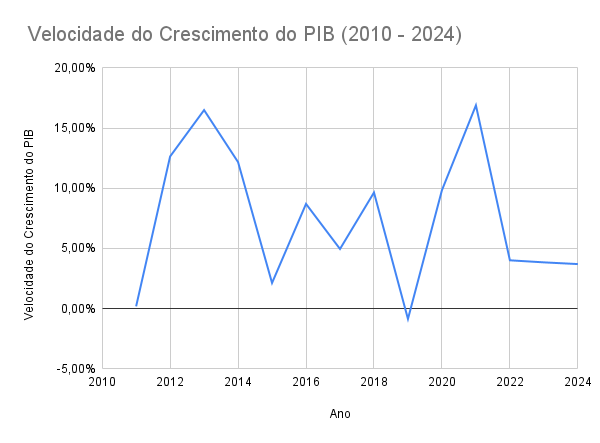 Velocidade do Crescimento do PIB (2010 - 2024)
20,00%
15,00%
10,00%
5,00%
0,00%
-5,00%
Velocidade do Crescimento do PIB
2010 2012 2014 2016 2018 2020 2022 2024
Ano